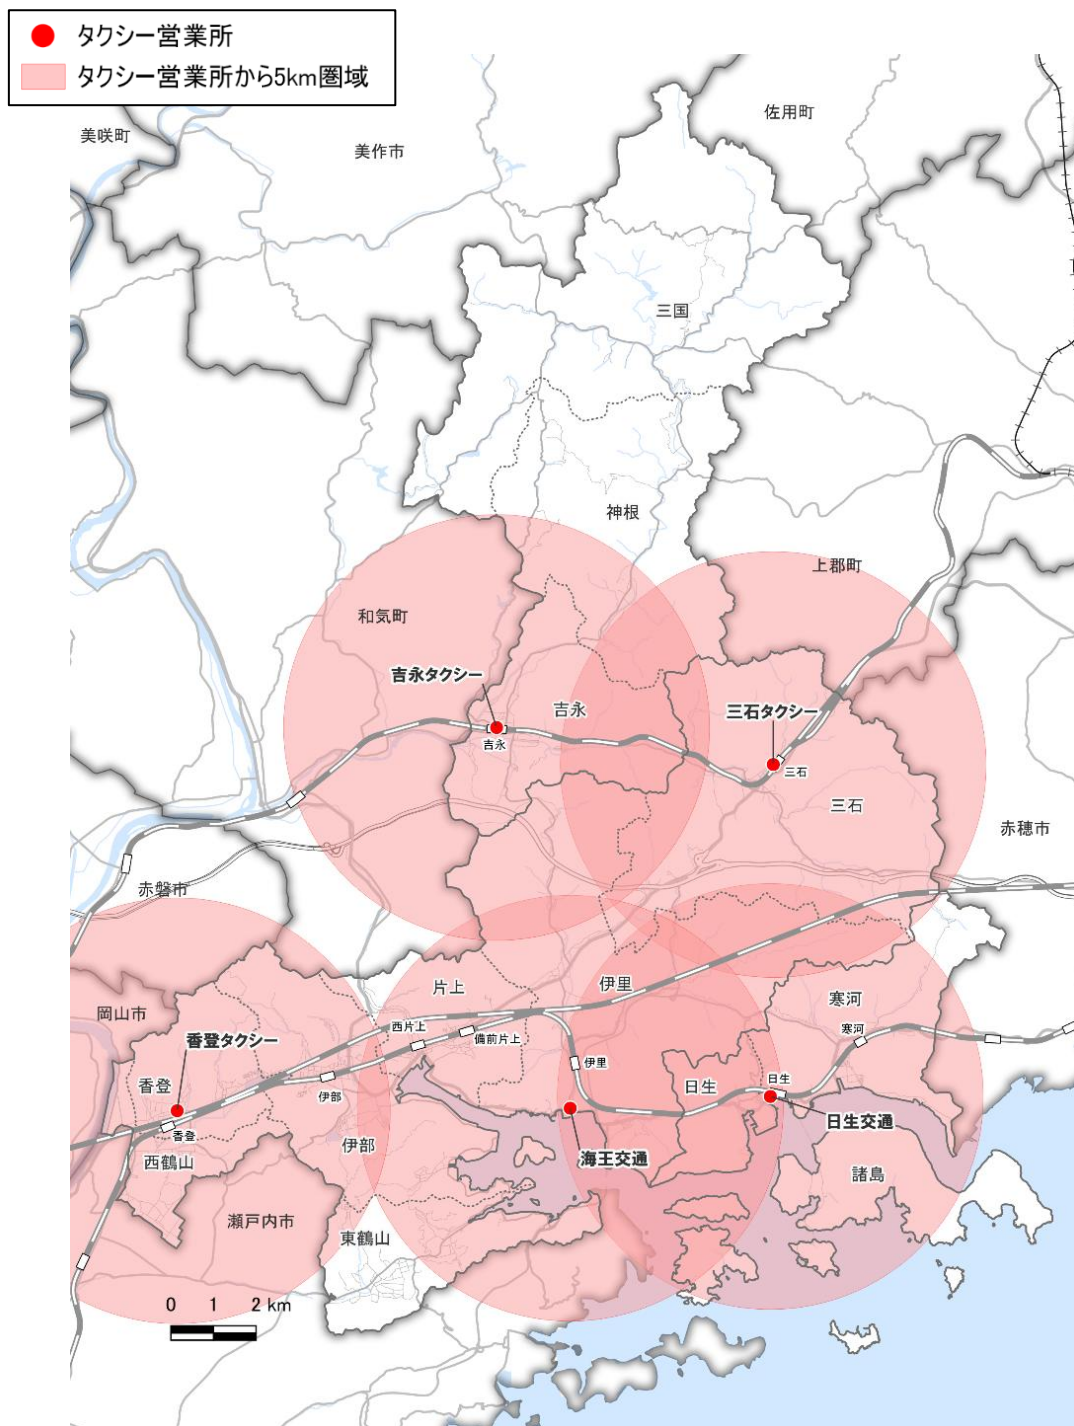 タクシー営業所
タクシー営業所から5km圏域
佐用町
美咲町
美作市
三国
神根
上郡町
和気町
吉永タクシー
吉永
三石タクシー
吉永
三石
三石
赤穂市
赤磐市
片上
伊里
寒河
岡山市
西片上
備前片上
寒河
香登タクシー
伊里
香登
伊部
日生
日生
香登
伊部
海王交通
日生交通
西鶴山
諸島
瀬戸内市
東鶴山
0 1 2 km